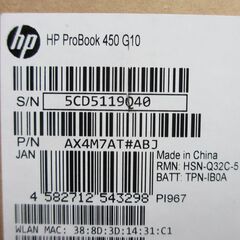 hp HP ProBook 450 G10
S/N 5CD5119Q40
P/N AX4M7AT#ABJ
JAN
Made in China
RMN: HSN-Q32C-5
BATT: TPN-IB0A
4 582712 543298 PI967
WLAN MAC: 38:8D:3D:14:31:C1